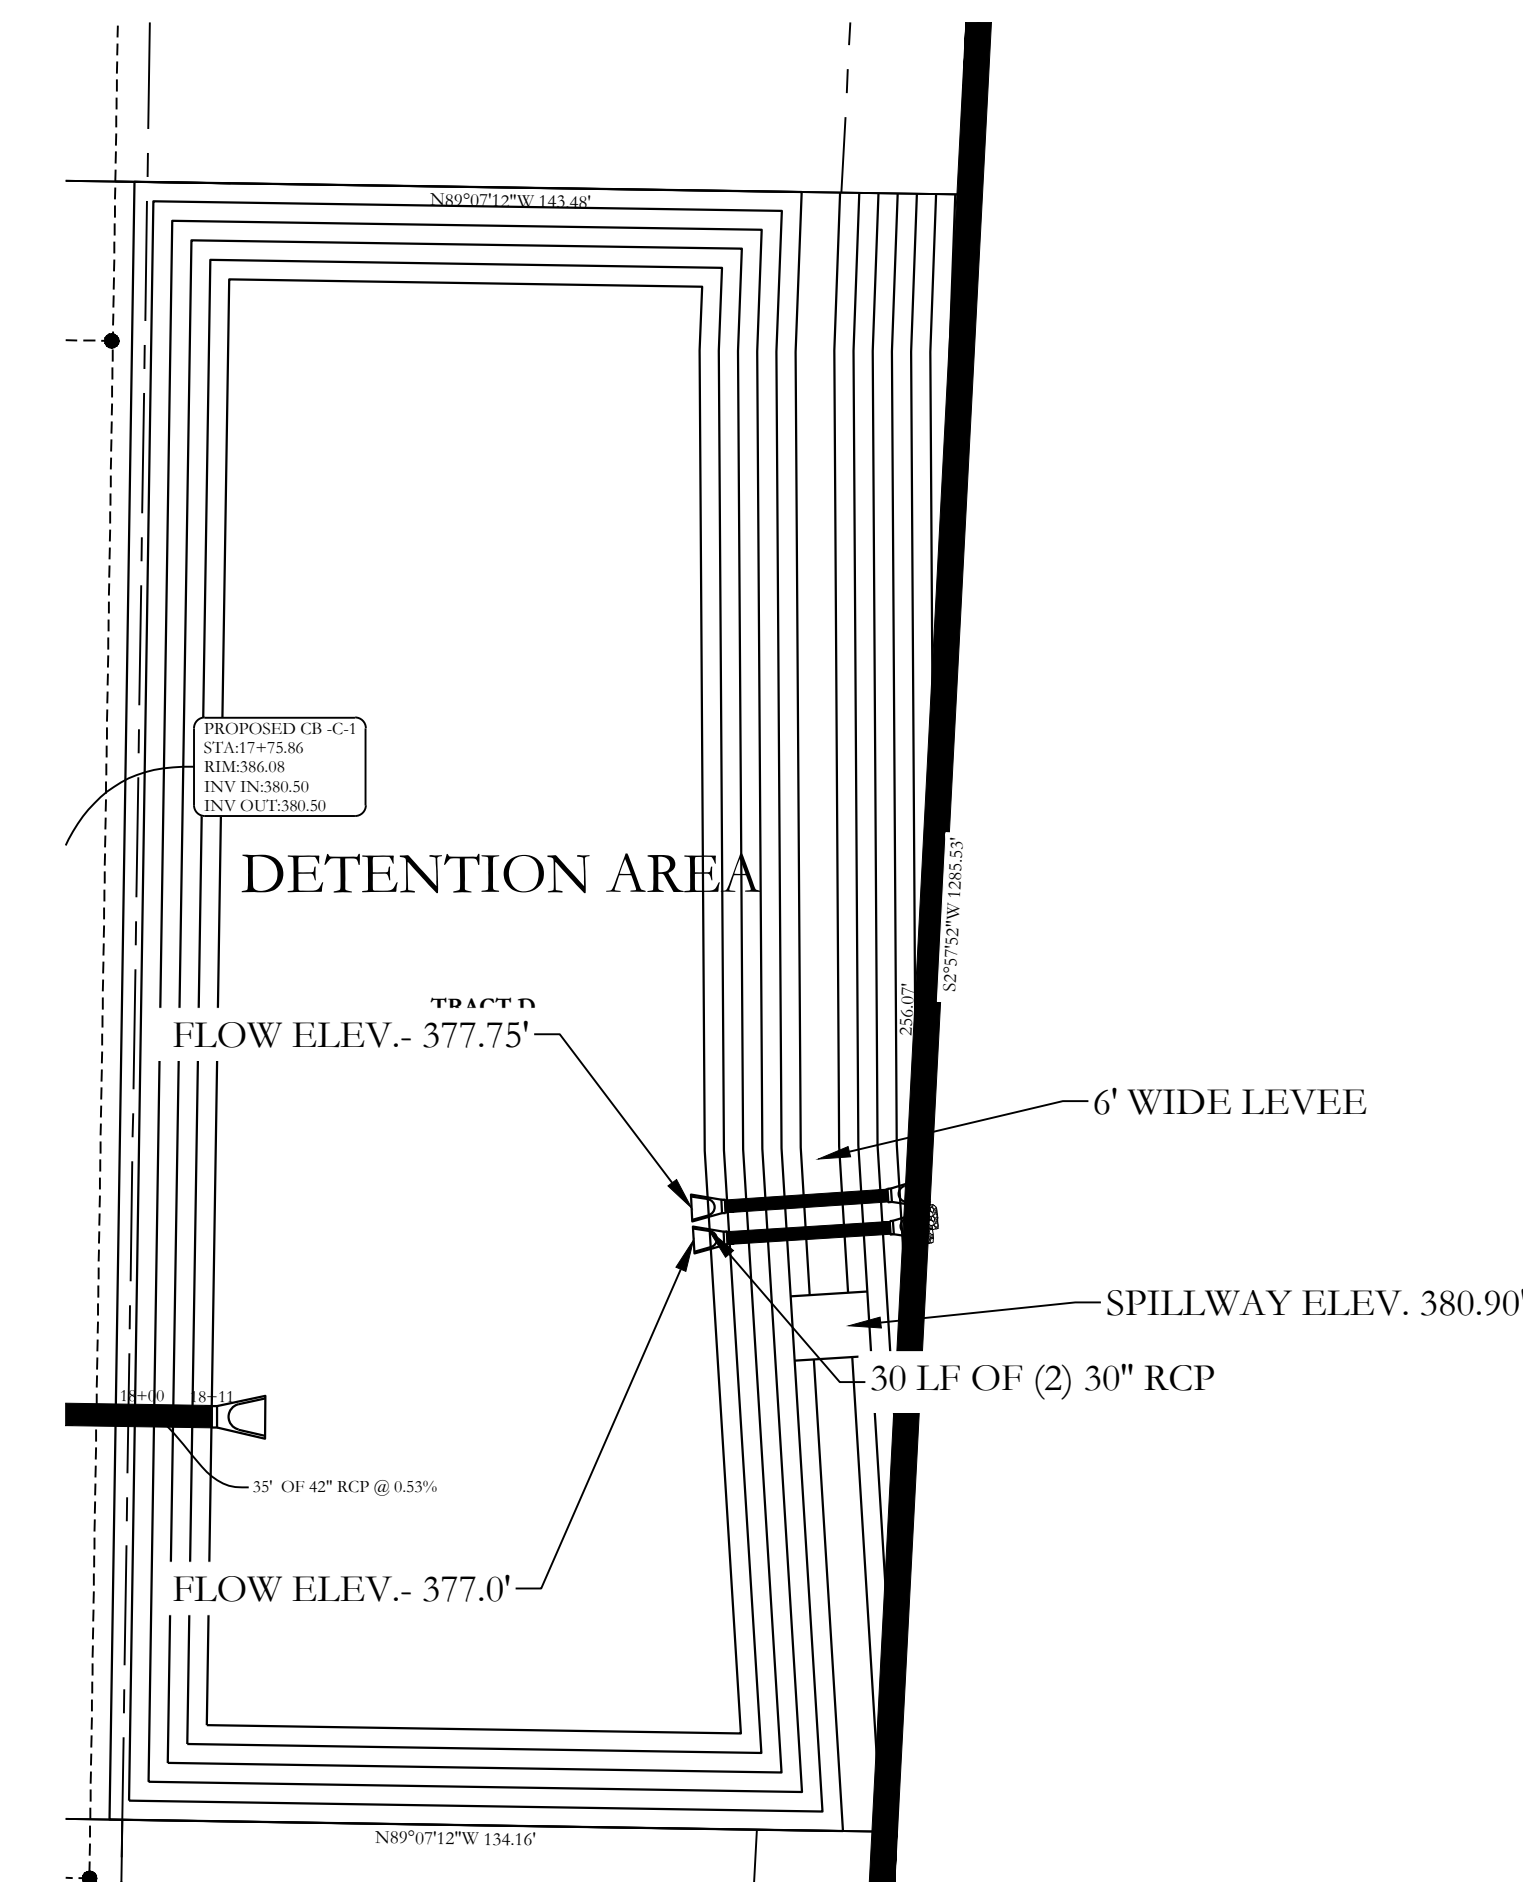 N89°07'12"W 143.48'
PROPOSED CB -C-1
STA:17+75.86
RIM:386.08
INV IN:380.50
INV OUT:380.50
DETENTION AREA
S2°57'52"W 1285.53'
256.07'
TRACT D
FLOW ELEV.- 377.75'
6' WIDE LEVEE
SPILLWAY ELEV. 380.90'
30 LF OF (2) 30" RCP
18+00
18+11
35' OF 42" RCP @ 0.53%
FLOW ELEV.- 377.0'
N89°07'12"W 134.16'